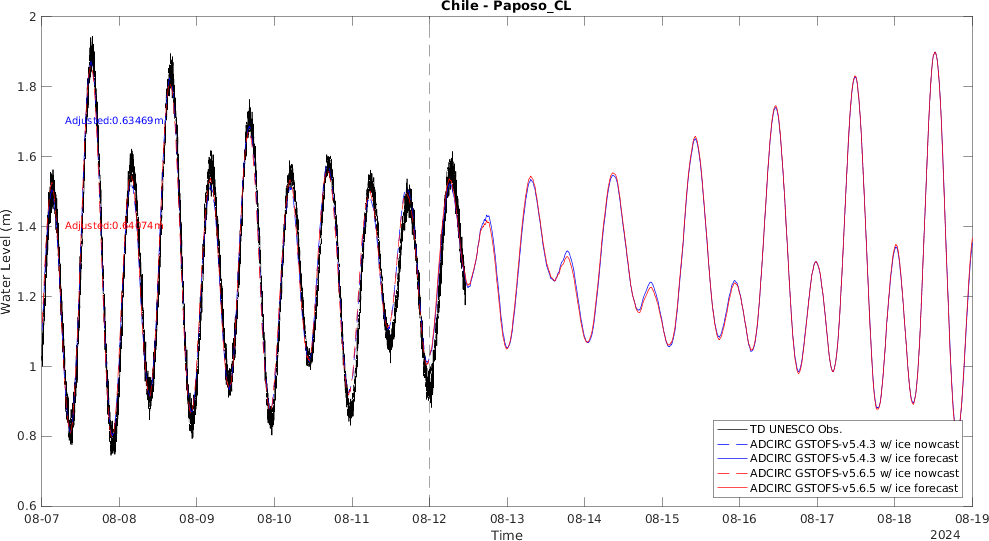 Chile - Paposo_CL
Water Level (m)
2
1.8
1.6
1.4
1.2
1
0.8
0.6
Adjusted:0.63469m
Adjusted:0.64074m
TD UNESCO Obs.
ADCIRC GSTOFS-v5.4.3 w/ ice nowcast
ADCIRC GSTOFS-v5.4.3 w/ ice forecast
ADCIRC GSTOFS-v5.6.5 w/ ice nowcast
ADCIRC GSTOFS-v5.6.5 w/ ice forecast
08-07 08-08 08-09 08-10 08-11 08-12 08-13 08-14 08-15 08-16 08-17 08-18 08-19
Time
2024